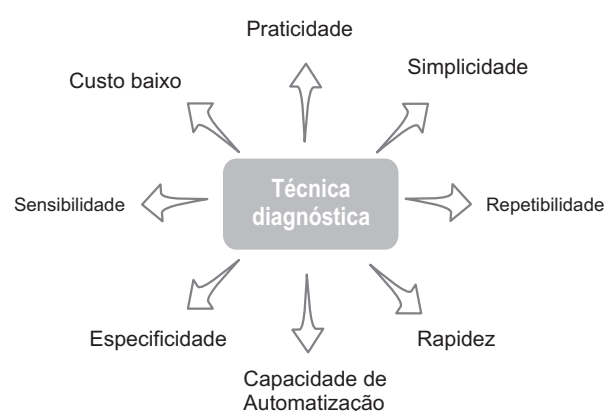 Praticidade
Simplicidade
Custo baixo
Técnica
diagnóstica
Sensibilidade
Repetibilidade
Especificidade
Rapidez
Capacidade de
Automatização